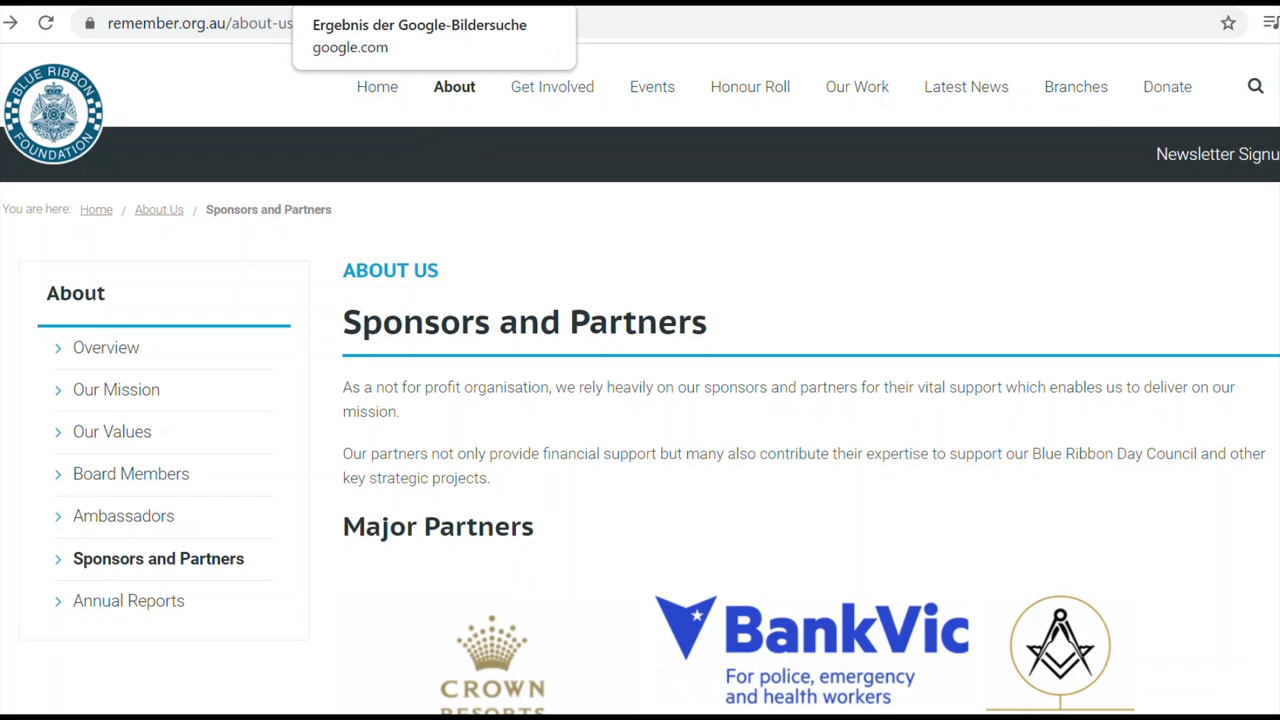 remember.org.au/about-us
Ergebnis der Google-Bildersuche
google.com
BLUE RIBBON
FOUNDATION
Home
About
Get Involved
Events
Honour Roll
Our Work
Latest News
Branches
Donate
Newsletter Signu
You are here: Home / About Us / Sponsors and Partners
About
Overview
Our Mission
Our Values
Board Members
Ambassadors
Sponsors and Partners
Annual Reports
ABOUT US
Sponsors and Partners
As a not for profit organisation, we rely heavily on our sponsors and partners for their vital support which enables us to deliver on our
mission.
Our partners not only provide financial support but many also contribute their expertise to support our Blue Ribbon Day Council and other
key strategic projects.
Major Partners
CROWN
RESORTS
BankVic
For police, emergency
and health workers